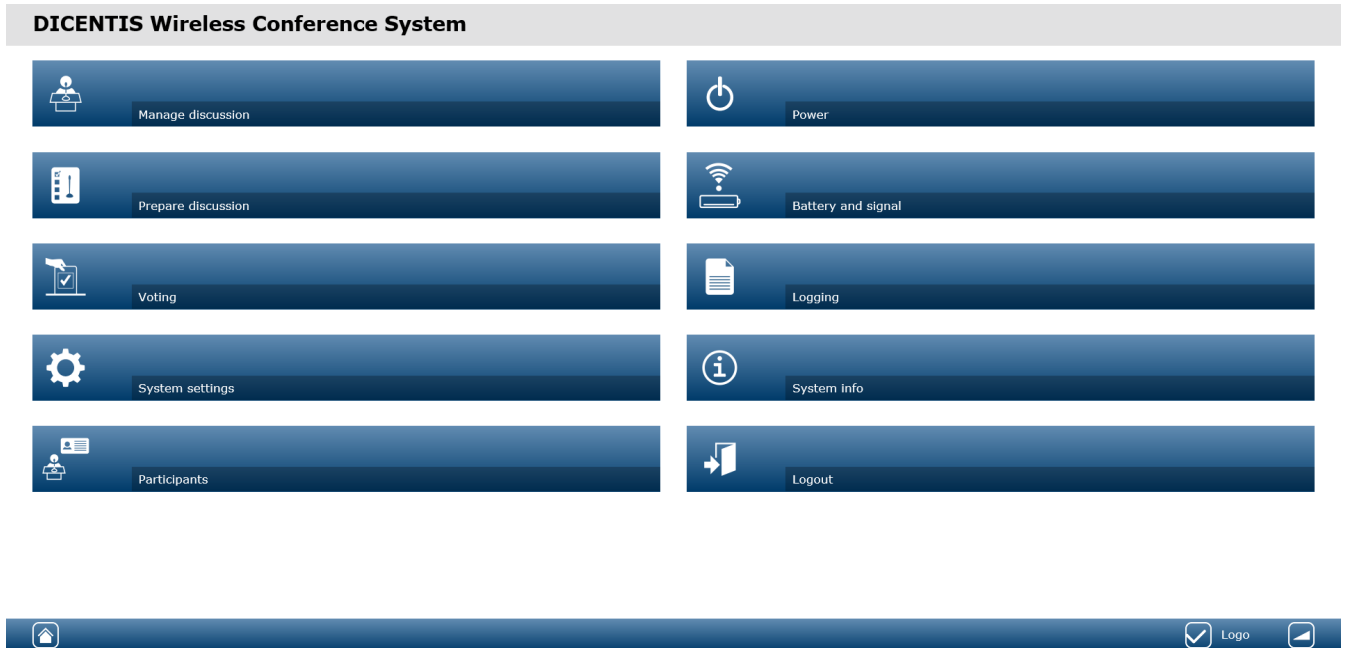 DICENTIS Wireless Conference System
Manage discussion
Power
Prepare discussion
Battery and signal
Voting
Logging
System settings
System info
Participants
Logout
Logo